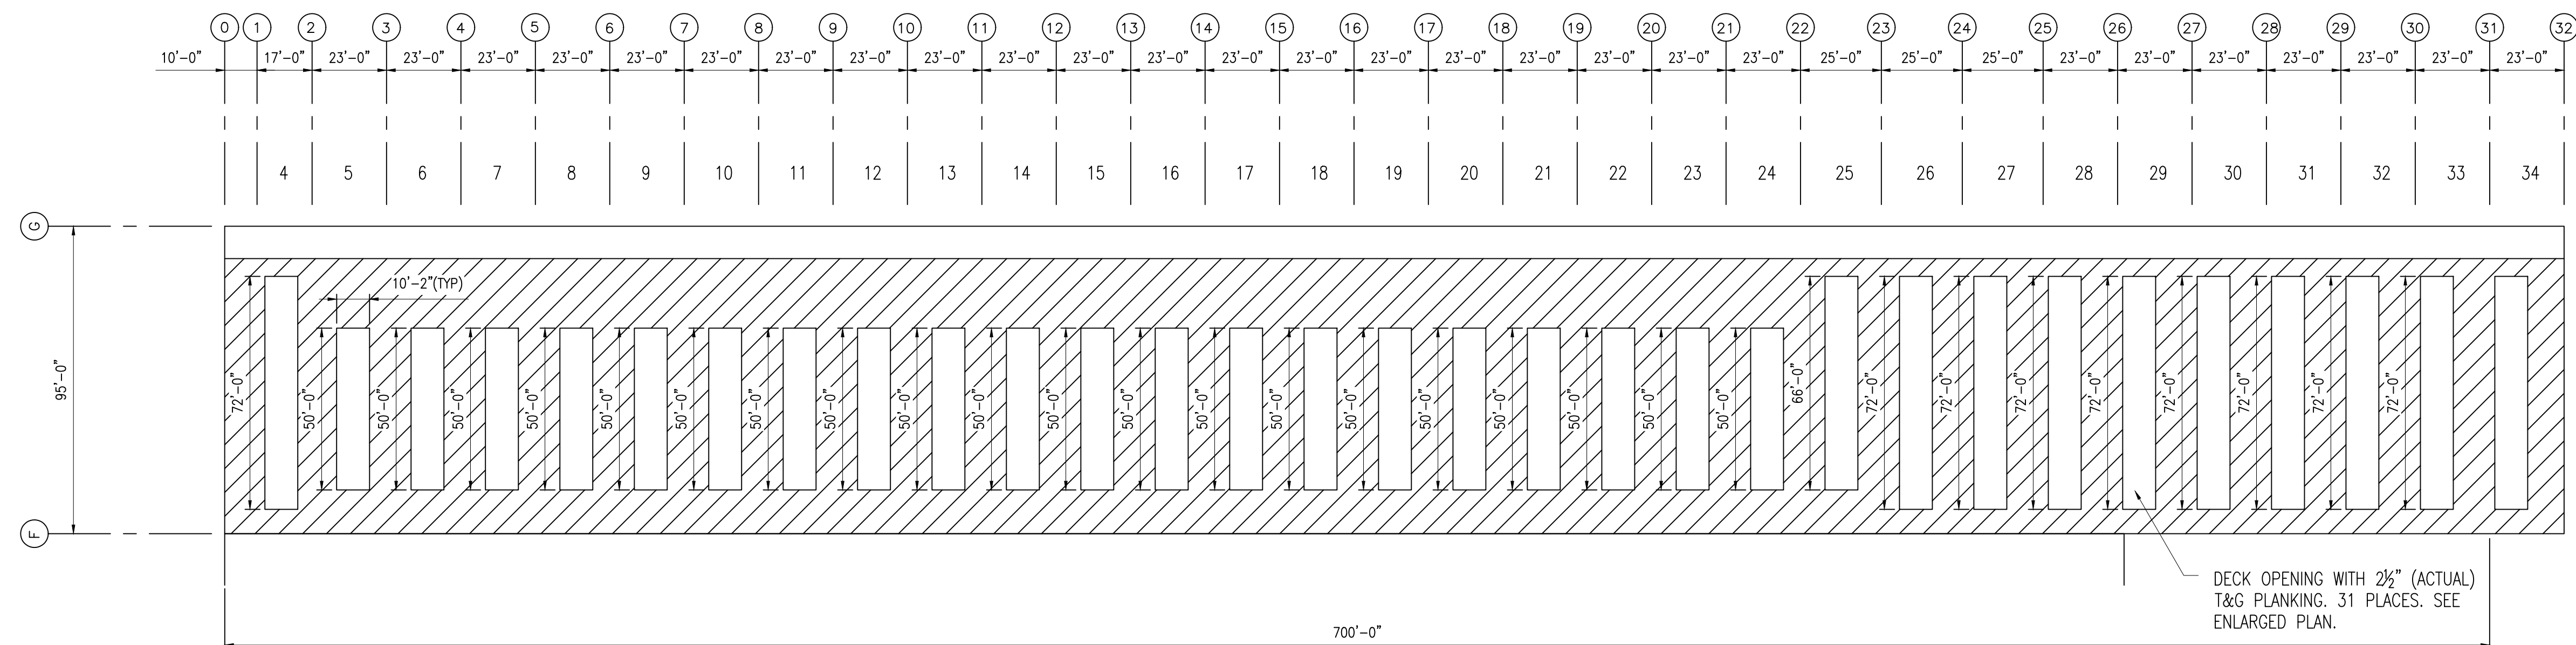 0 1 2 3 4 5 6 7 8 9 10 11 12 13 14 15 16 17 18 19 20 21 22 23 24 25 26 27 28 29 30 31 32
10'-0" 17'-0" 23'-0" 23'-0" 23'-0" 23'-0" 23'-0" 23'-0" 23'-0" 23'-0" 23'-0" 23'-0" 23'-0" 23'-0" 23'-0" 23'-0" 23'-0" 23'-0" 23'-0" 23'-0" 23'-0" 23'-0" 25'-0" 25'-0" 25'-0" 23'-0" 23'-0" 23'-0" 23'-0" 23'-0" 23'-0" 23'-0"
4 5 6 7 8 9 10 11 12 13 14 15 16 17 18 19 20 21 22 23 24 25 26 27 28 29 30 31 32 33 34
G
10'-2"(TYP)
95'-0"
72'-0" 50'-0" 50'-0" 50'-0" 50'-0" 50'-0" 50'-0" 50'-0" 50'-0" 50'-0" 50'-0" 50'-0" 50'-0" 50'-0" 50'-0" 50'-0" 50'-0" 50'-0" 50'-0" 50'-0" 50'-0" 66'-0" 72'-0" 72'-0" 72'-0" 72'-0" 72'-0" 72'-0" 72'-0" 72'-0"
F
DECK OPENING WITH 2½" (ACTUAL)
T&G PLANKING. 31 PLACES. SEE
ENLARGED PLAN.
700'-0"